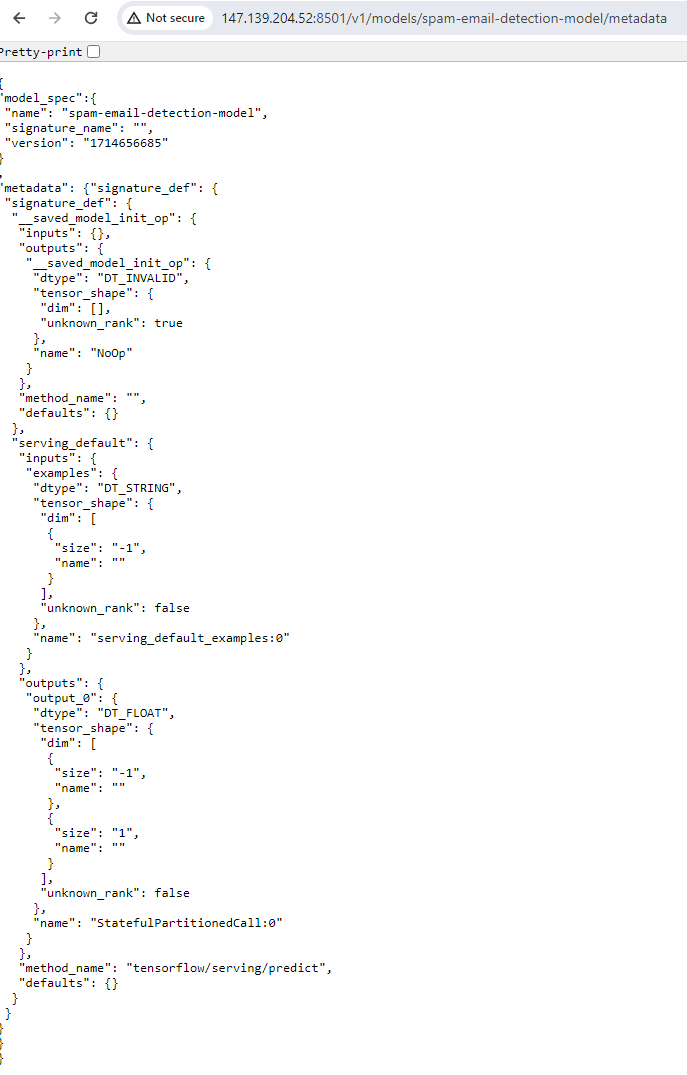 Not secure 147.139.204.52:8501/v1/models/spam-email-detection-model/metadata
Pretty-print
{
"model_spec":{
"name": "spam-email-detection-model",
"signature_name": "",
"version": "1714656685"
}
,
"metadata": {"signature_def": {
"signature_def": {
"__saved_model_init_op": {
"inputs": {},
"outputs": {
"__saved_model_init_op": {
"dtype": "DT_INVALID",
"tensor_shape": {
"dim": [],
"unknown_rank": true
},
"name": "NoOp"
}
},
"method_name": "",
"defaults": {}
},
"serving_default": {
"inputs": {
"examples": {
"dtype": "DT_STRING",
"tensor_shape": {
"dim": [
{
"size": "-1",
"name": ""
}
],
"unknown_rank": false
},
"name": "serving_default_examples:0"
}
},
"outputs": {
"output_0": {
"dtype": "DT_FLOAT",
"tensor_shape": {
"dim": [
{
"size": "-1",
"name": ""
},
{
"size": "1",
"name": ""
}
],
"unknown_rank": false
},
"name": "StatefulPartitionedCall:0"
}
},
"method_name": "tensorflow/serving/predict",
"defaults": {}
}
}
}
}
}